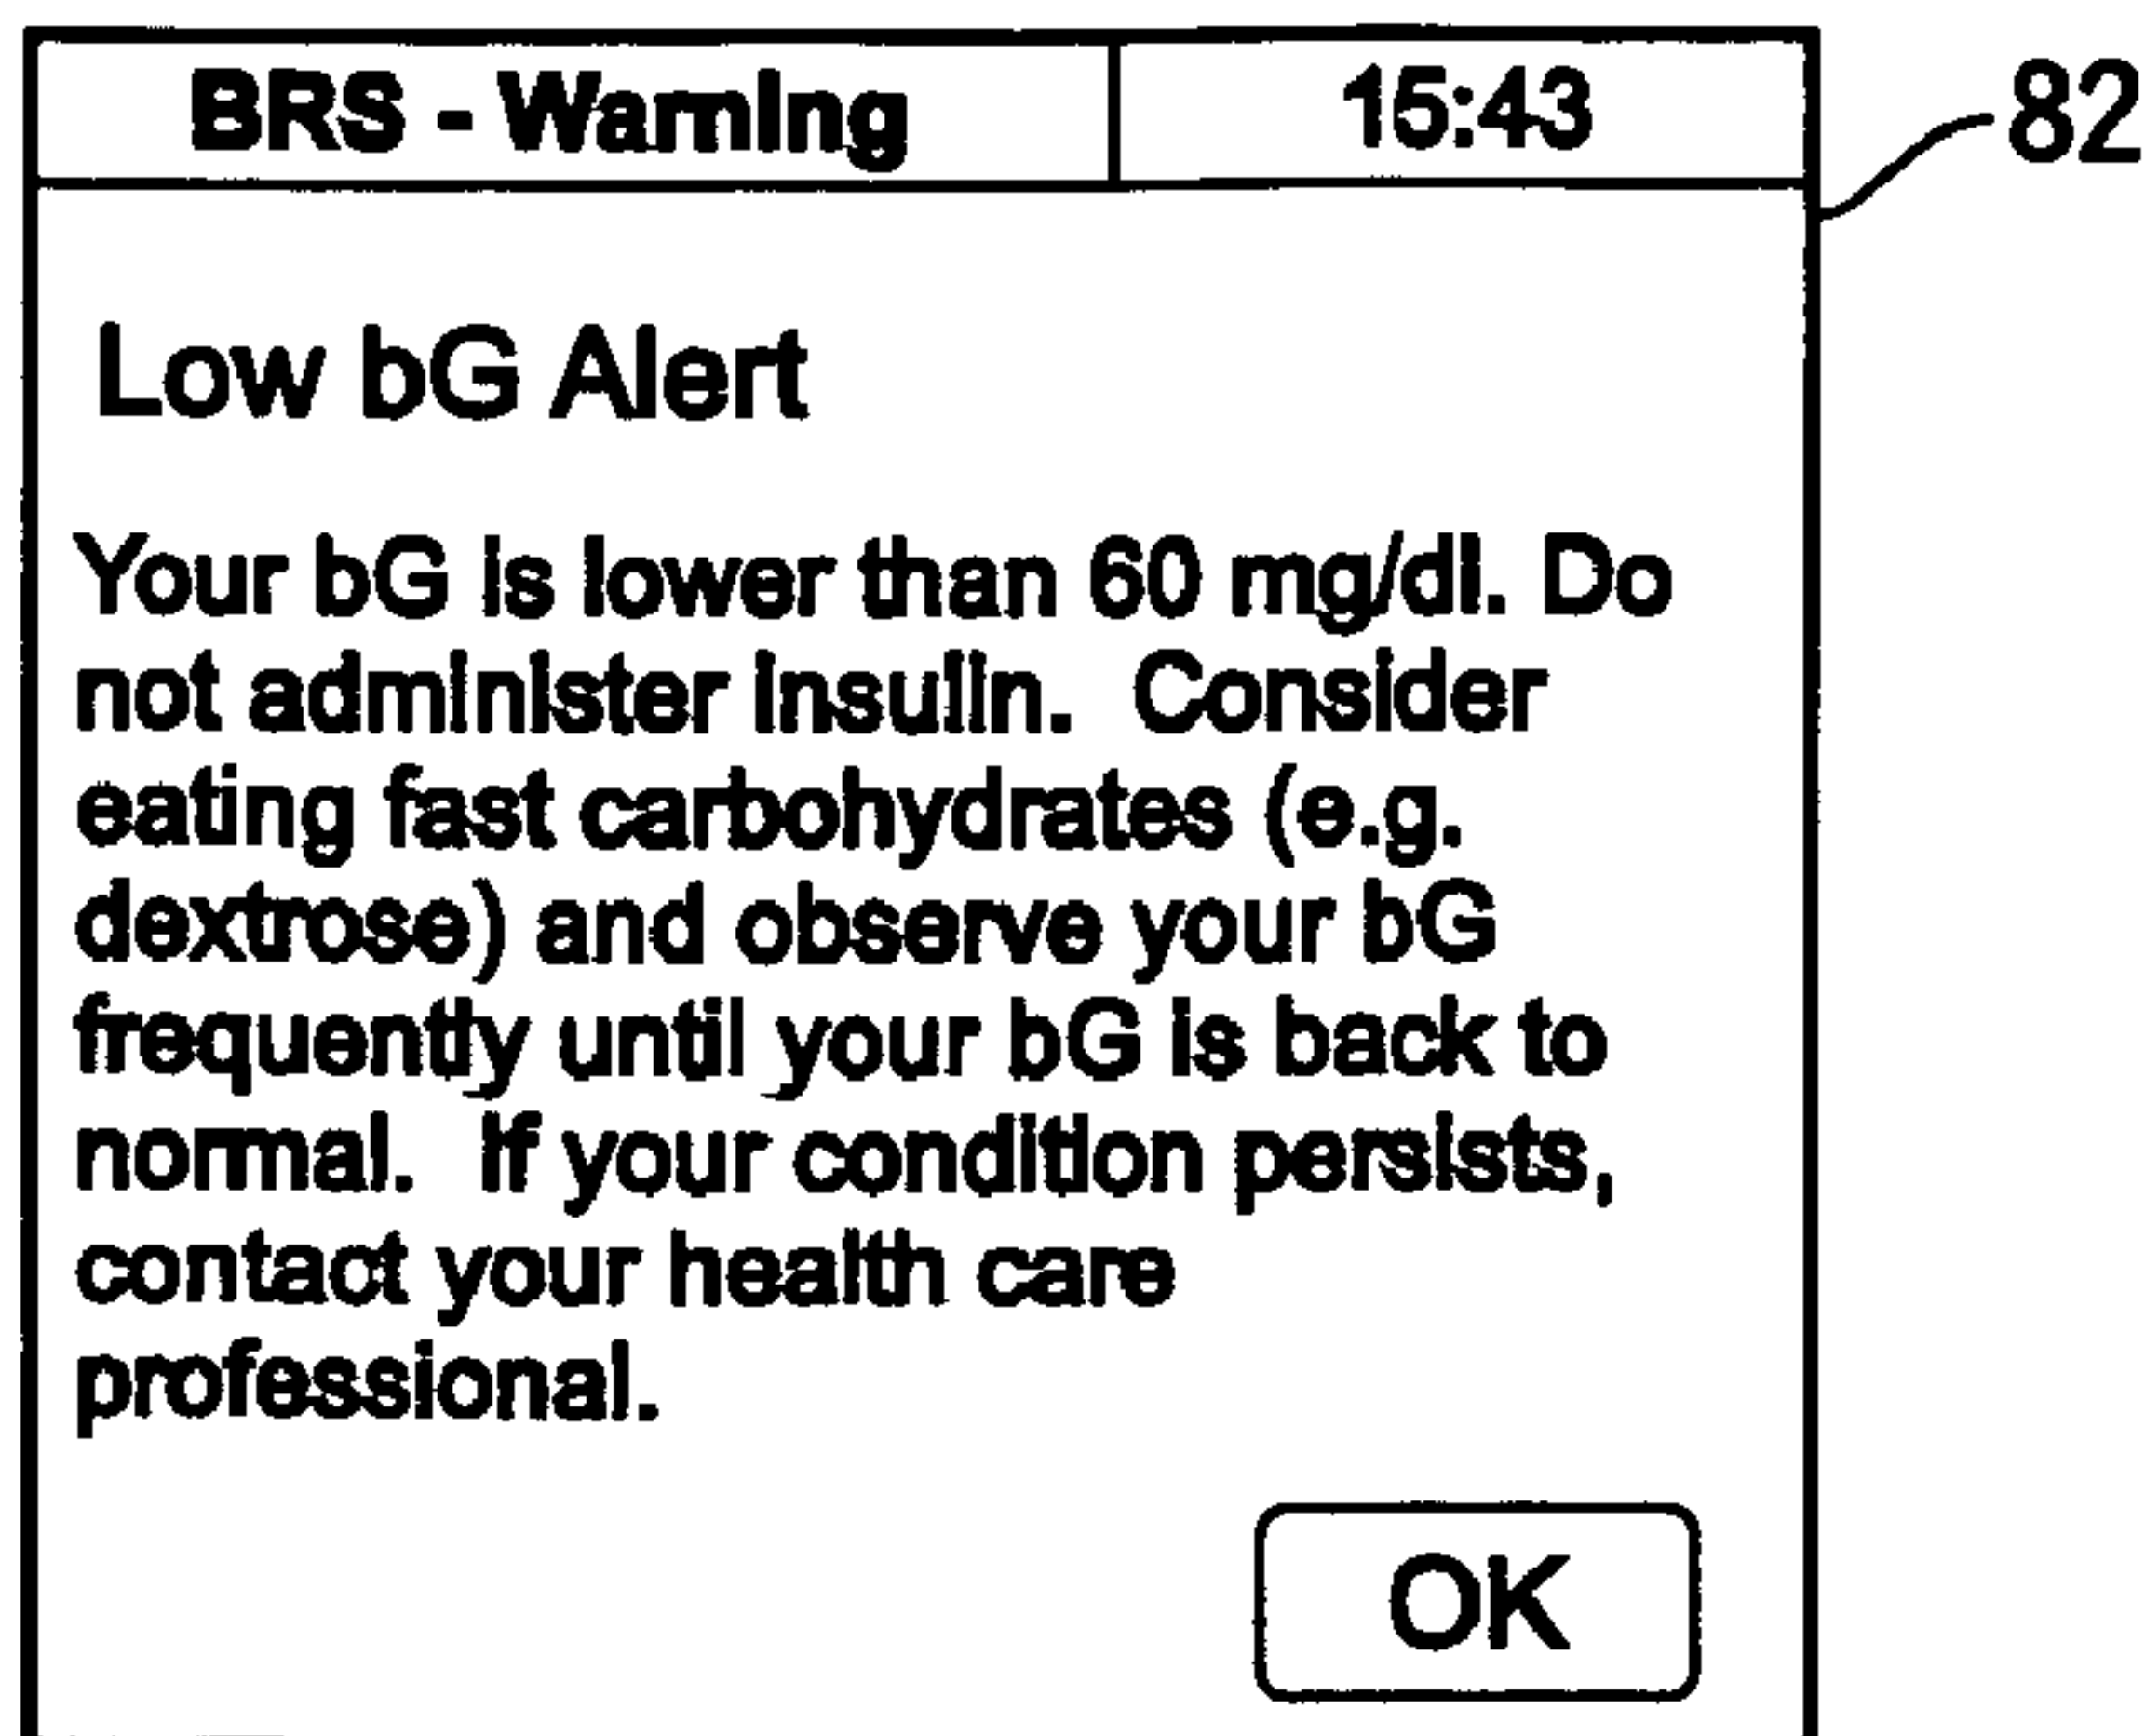 BRS - Warning 15:43
82
Low bG Alert
Your bG is lower than 60 mg/dl. Do
not administer insulin. Consider
eating fast carbohydrates (e.g.
dextrose) and observe your bG
frequently until your bG is back to
normal. If your condition persists,
contact your health care
professional.
OK